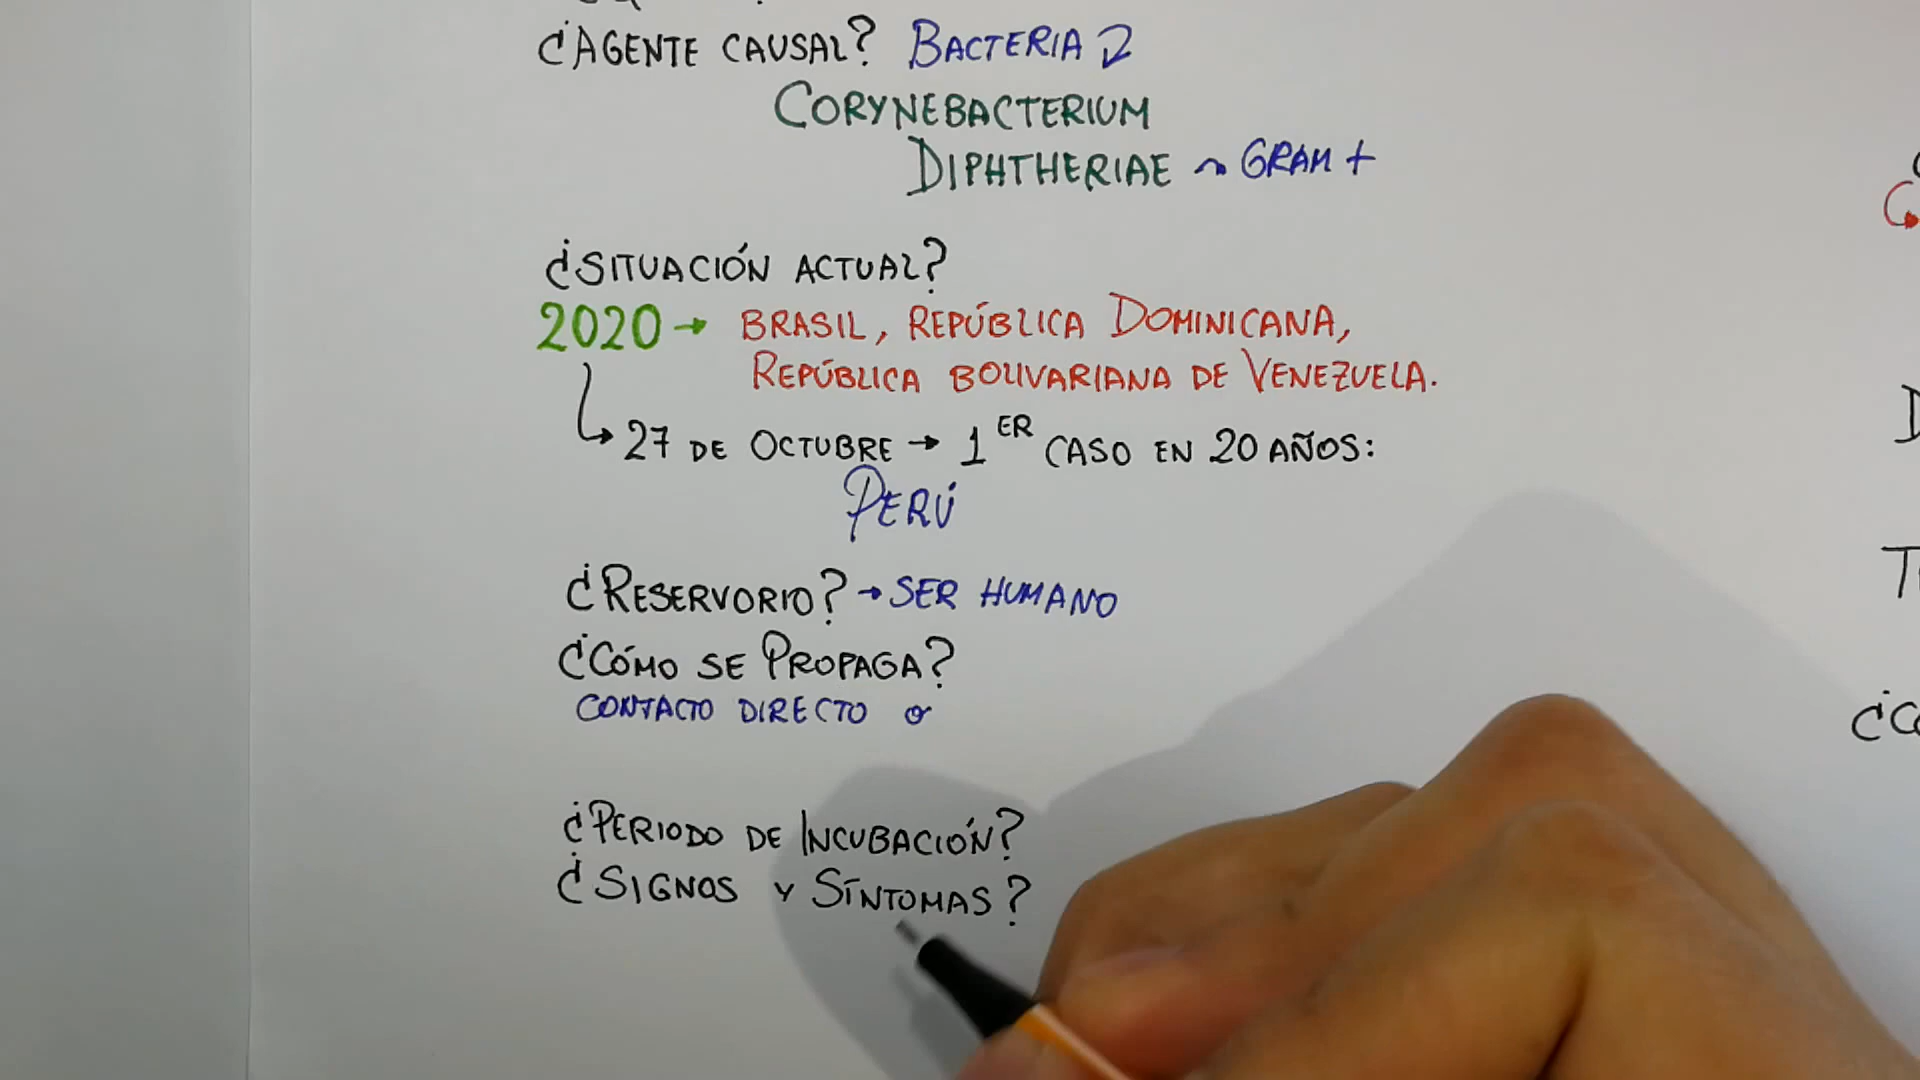 ¿AGENTE CAUSAL? BACTERIA
CORYNEBACTERIUM
DIPHTHERIAE ~ GRAM +
¿SITUACIÓN ACTUAL?
2020 → BRASIL, REPÚBLICA DOMINICANA,
REPÚBLICA BOLIVARIANA DE VENEZUELA.
↳ 27 DE OCTUBRE → 1ER CASO EN 20 AÑOS:
PERÚ
¿RESERVORIO? → SER HUMANO
¿CÓMO SE PROPAGA?
CONTACTO DIRECTO o
¿PERIODO DE INCUBACIÓN?
¿SIGNOS Y SÍNTOMAS?